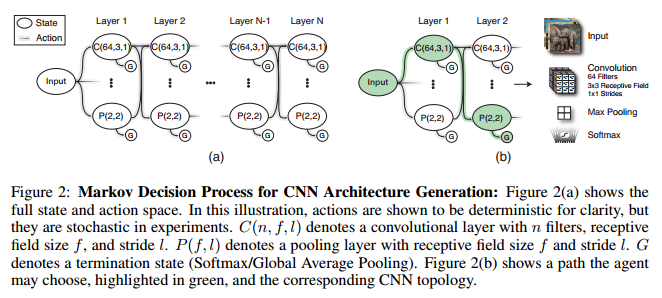 State
Action
Layer 1
Layer 2
Layer N-1
Layer N
Input
C(64,3,1)
C(64,3,1)
C(64,3,1)
C(64,3,1)
G
G
G
G
...
P(2,2)
P(2,2)
P(2,2)
P(2,2)
G
G
G
G
(a)
Layer 1
Layer 2
Input
C(64,3,1)
C(64,3,1)
G
G
P(2,2)
P(2,2)
G
G
(b)
Input
Convolution
64 Filters
3x3 Receptive Field
1x1 Strides
Max Pooling
Softmax
Figure 2: Markov Decision Process for CNN Architecture Generation: Figure 2(a) shows the
full state and action space. In this illustration, actions are shown to be deterministic for clarity, but
they are stochastic in experiments. C(n, f, l) denotes a convolutional layer with n filters, receptive
field size f, and stride l. P(f, l) denotes a pooling layer with receptive field size f and stride l. G
denotes a termination state (Softmax/Global Average Pooling). Figure 2(b) shows a path the agent
may choose, highlighted in green, and the corresponding CNN topology.